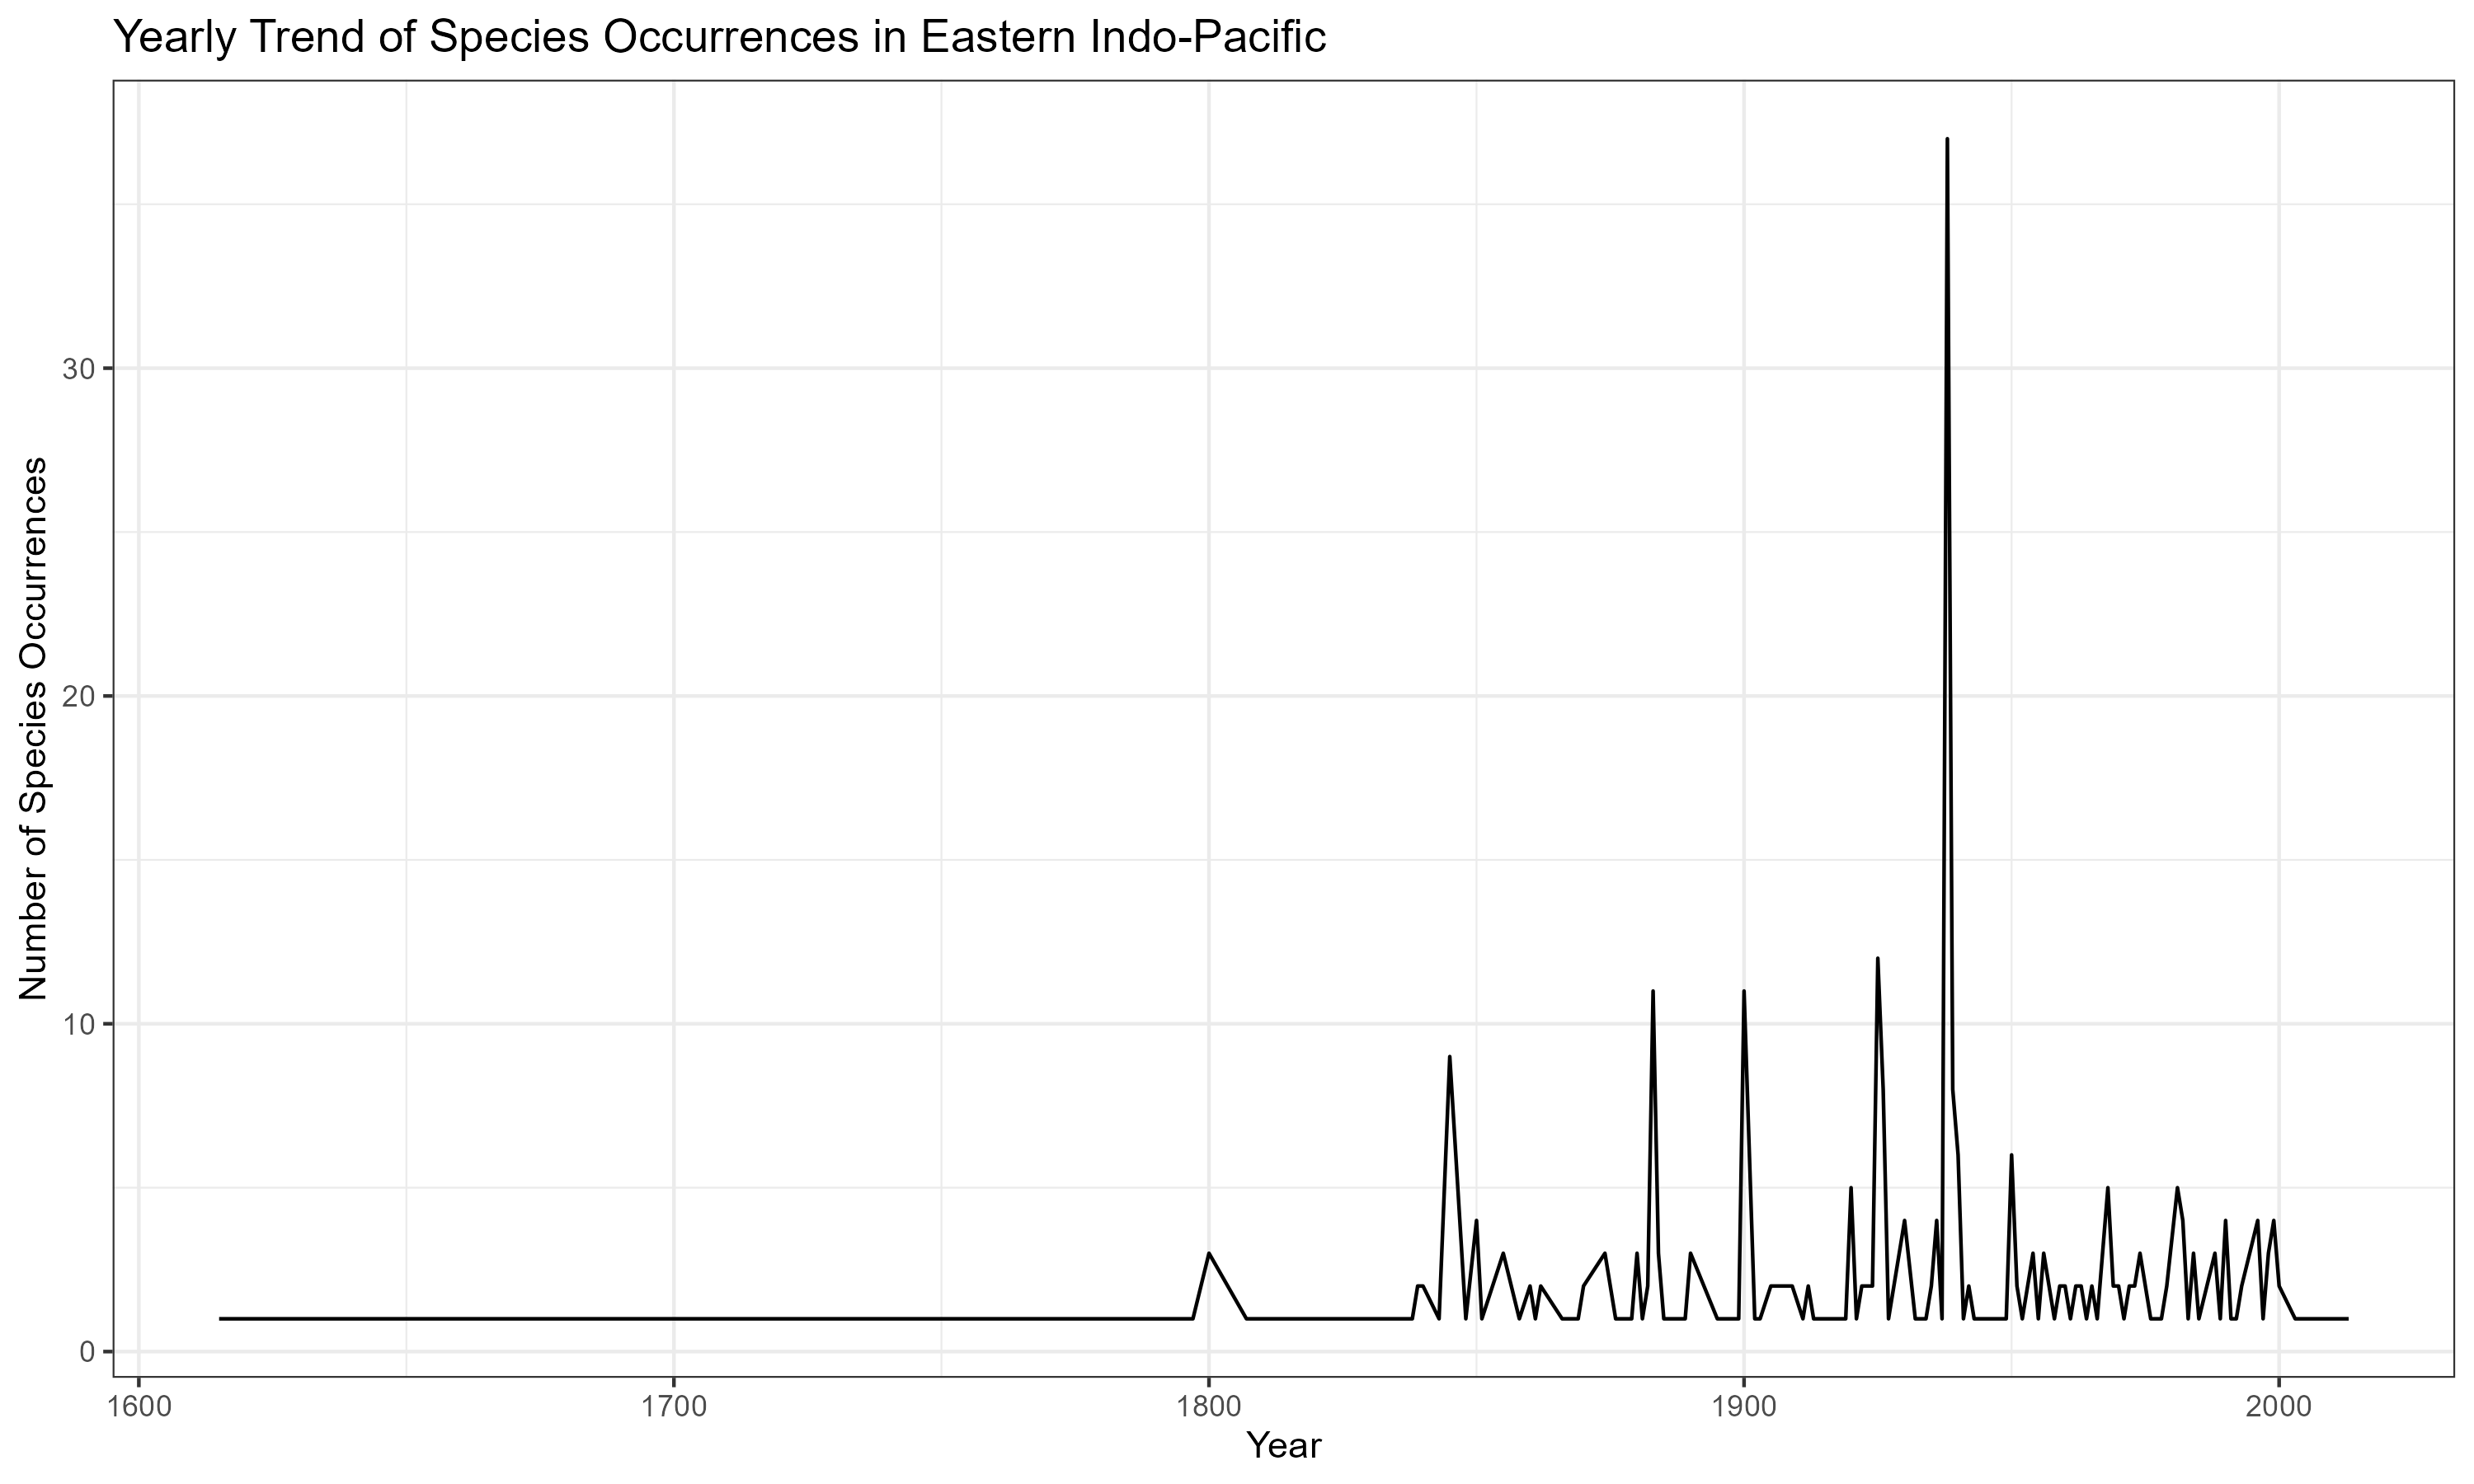 Yearly Trend of Species Occurrences in Eastern Indo-Pacific
Number of Species Occurrences
30
20
10
0
1600 1700 1800 1900 2000
Year